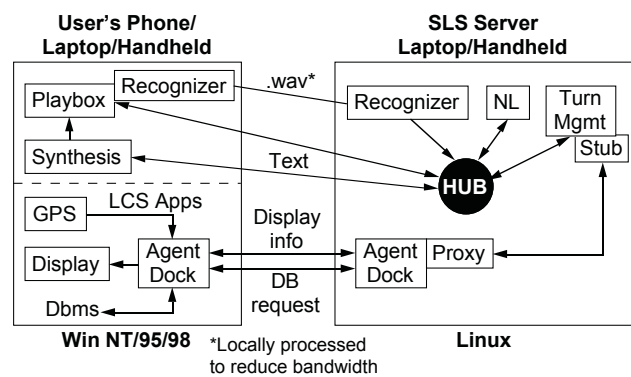 User's Phone/
Laptop/Handheld
SLS Server
Laptop/Handheld
Recognizer
.wav*
Playbox
Recognizer
NL
Turn
Mgmt
Stub
Synthesis
Text
HUB
GPS
LCS Apps
Display
info
Display
Agent
Dock
Agent
Dock
Proxy
Dbms
DB
request
Win NT/95/98
*Locally processed
to reduce bandwidth
Linux